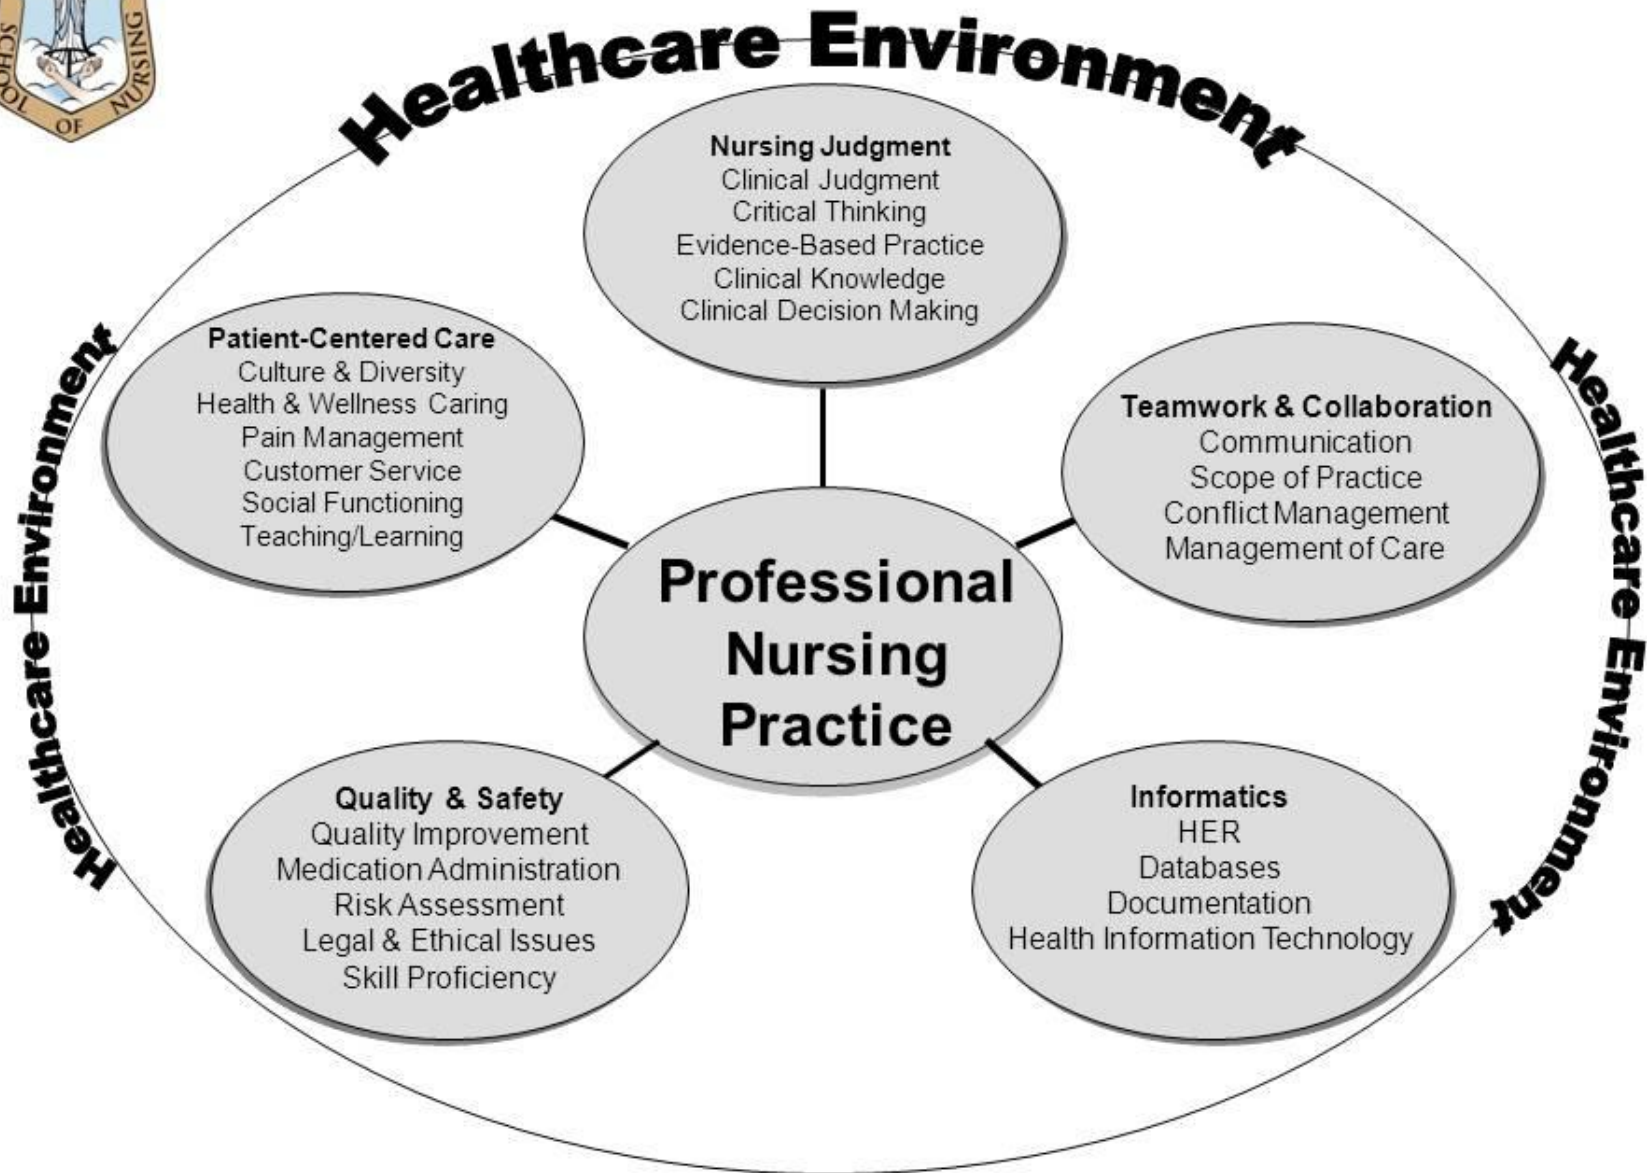 SCHOOL OF NURSING
Healthcare Environment
Nursing Judgment
Clinical Judgment
Critical Thinking
Evidence-Based Practice
Clinical Knowledge
Clinical Decision Making
Patient-Centered Care
Culture & Diversity
Health & Wellness Caring
Pain Management
Customer Service
Social Functioning
Teaching/Learning
Teamwork & Collaboration
Communication
Scope of Practice
Conflict Management
Management of Care
Healthcare Environment
Healthcare Environment
Professional
Nursing
Practice
Quality & Safety
Quality Improvement
Medication Administration
Risk Assessment
Legal & Ethical Issues
Skill Proficiency
Informatics
HER
Databases
Documentation
Health Information Technology